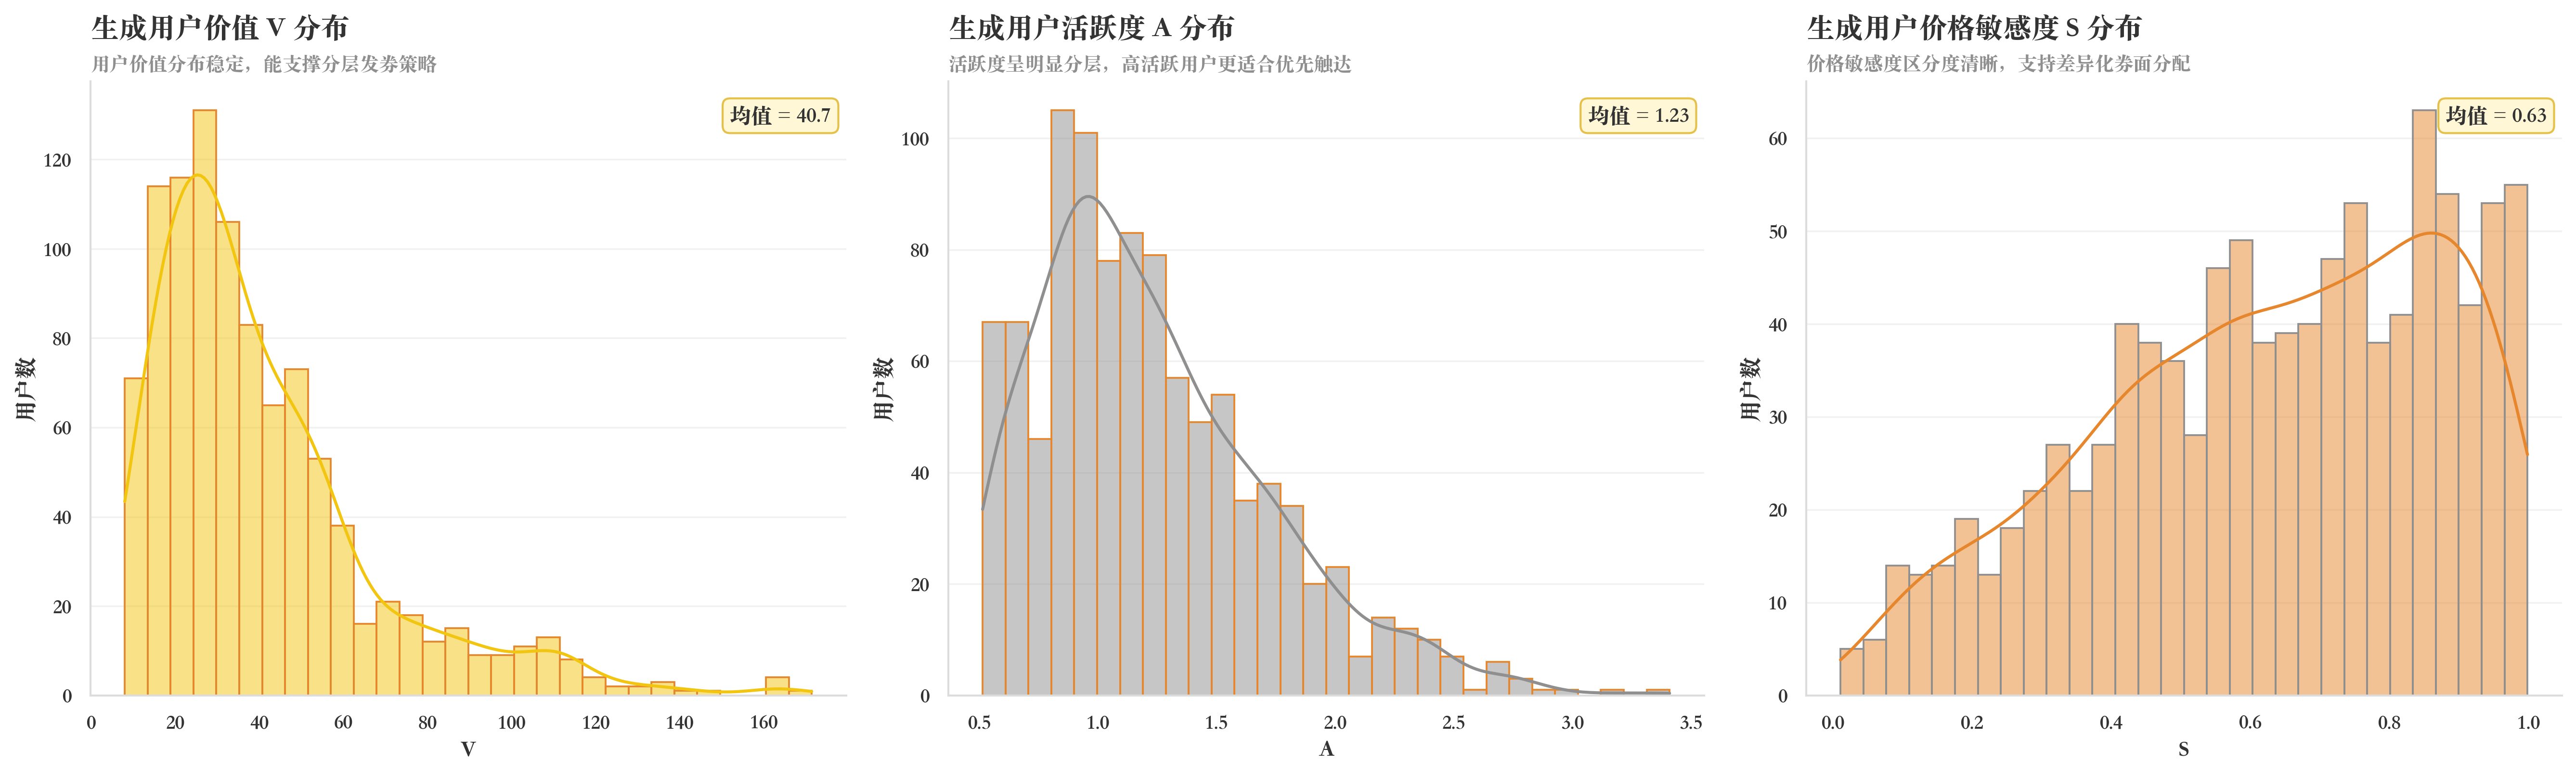 生成用户价值 V 分布
用户价值分布稳定，能支撑分层发券策略
均值 = 40.7
用户数
120
100
80
60
40
20
0
0 20 40 60 80 100 120 140 160
V
生成用户活跃度 A 分布
活跃度呈明显分层，高活跃用户更适合优先触达
均值 = 1.23
用户数
100
80
60
40
20
0
0.5 1.0 1.5 2.0 2.5 3.0 3.5
A
生成用户价格敏感度 S 分布
价格敏感度区分度清晰，支持差异化券面分配
均值 = 0.63
用户数
60
50
40
30
20
10
0
0.0 0.2 0.4 0.6 0.8 1.0
S